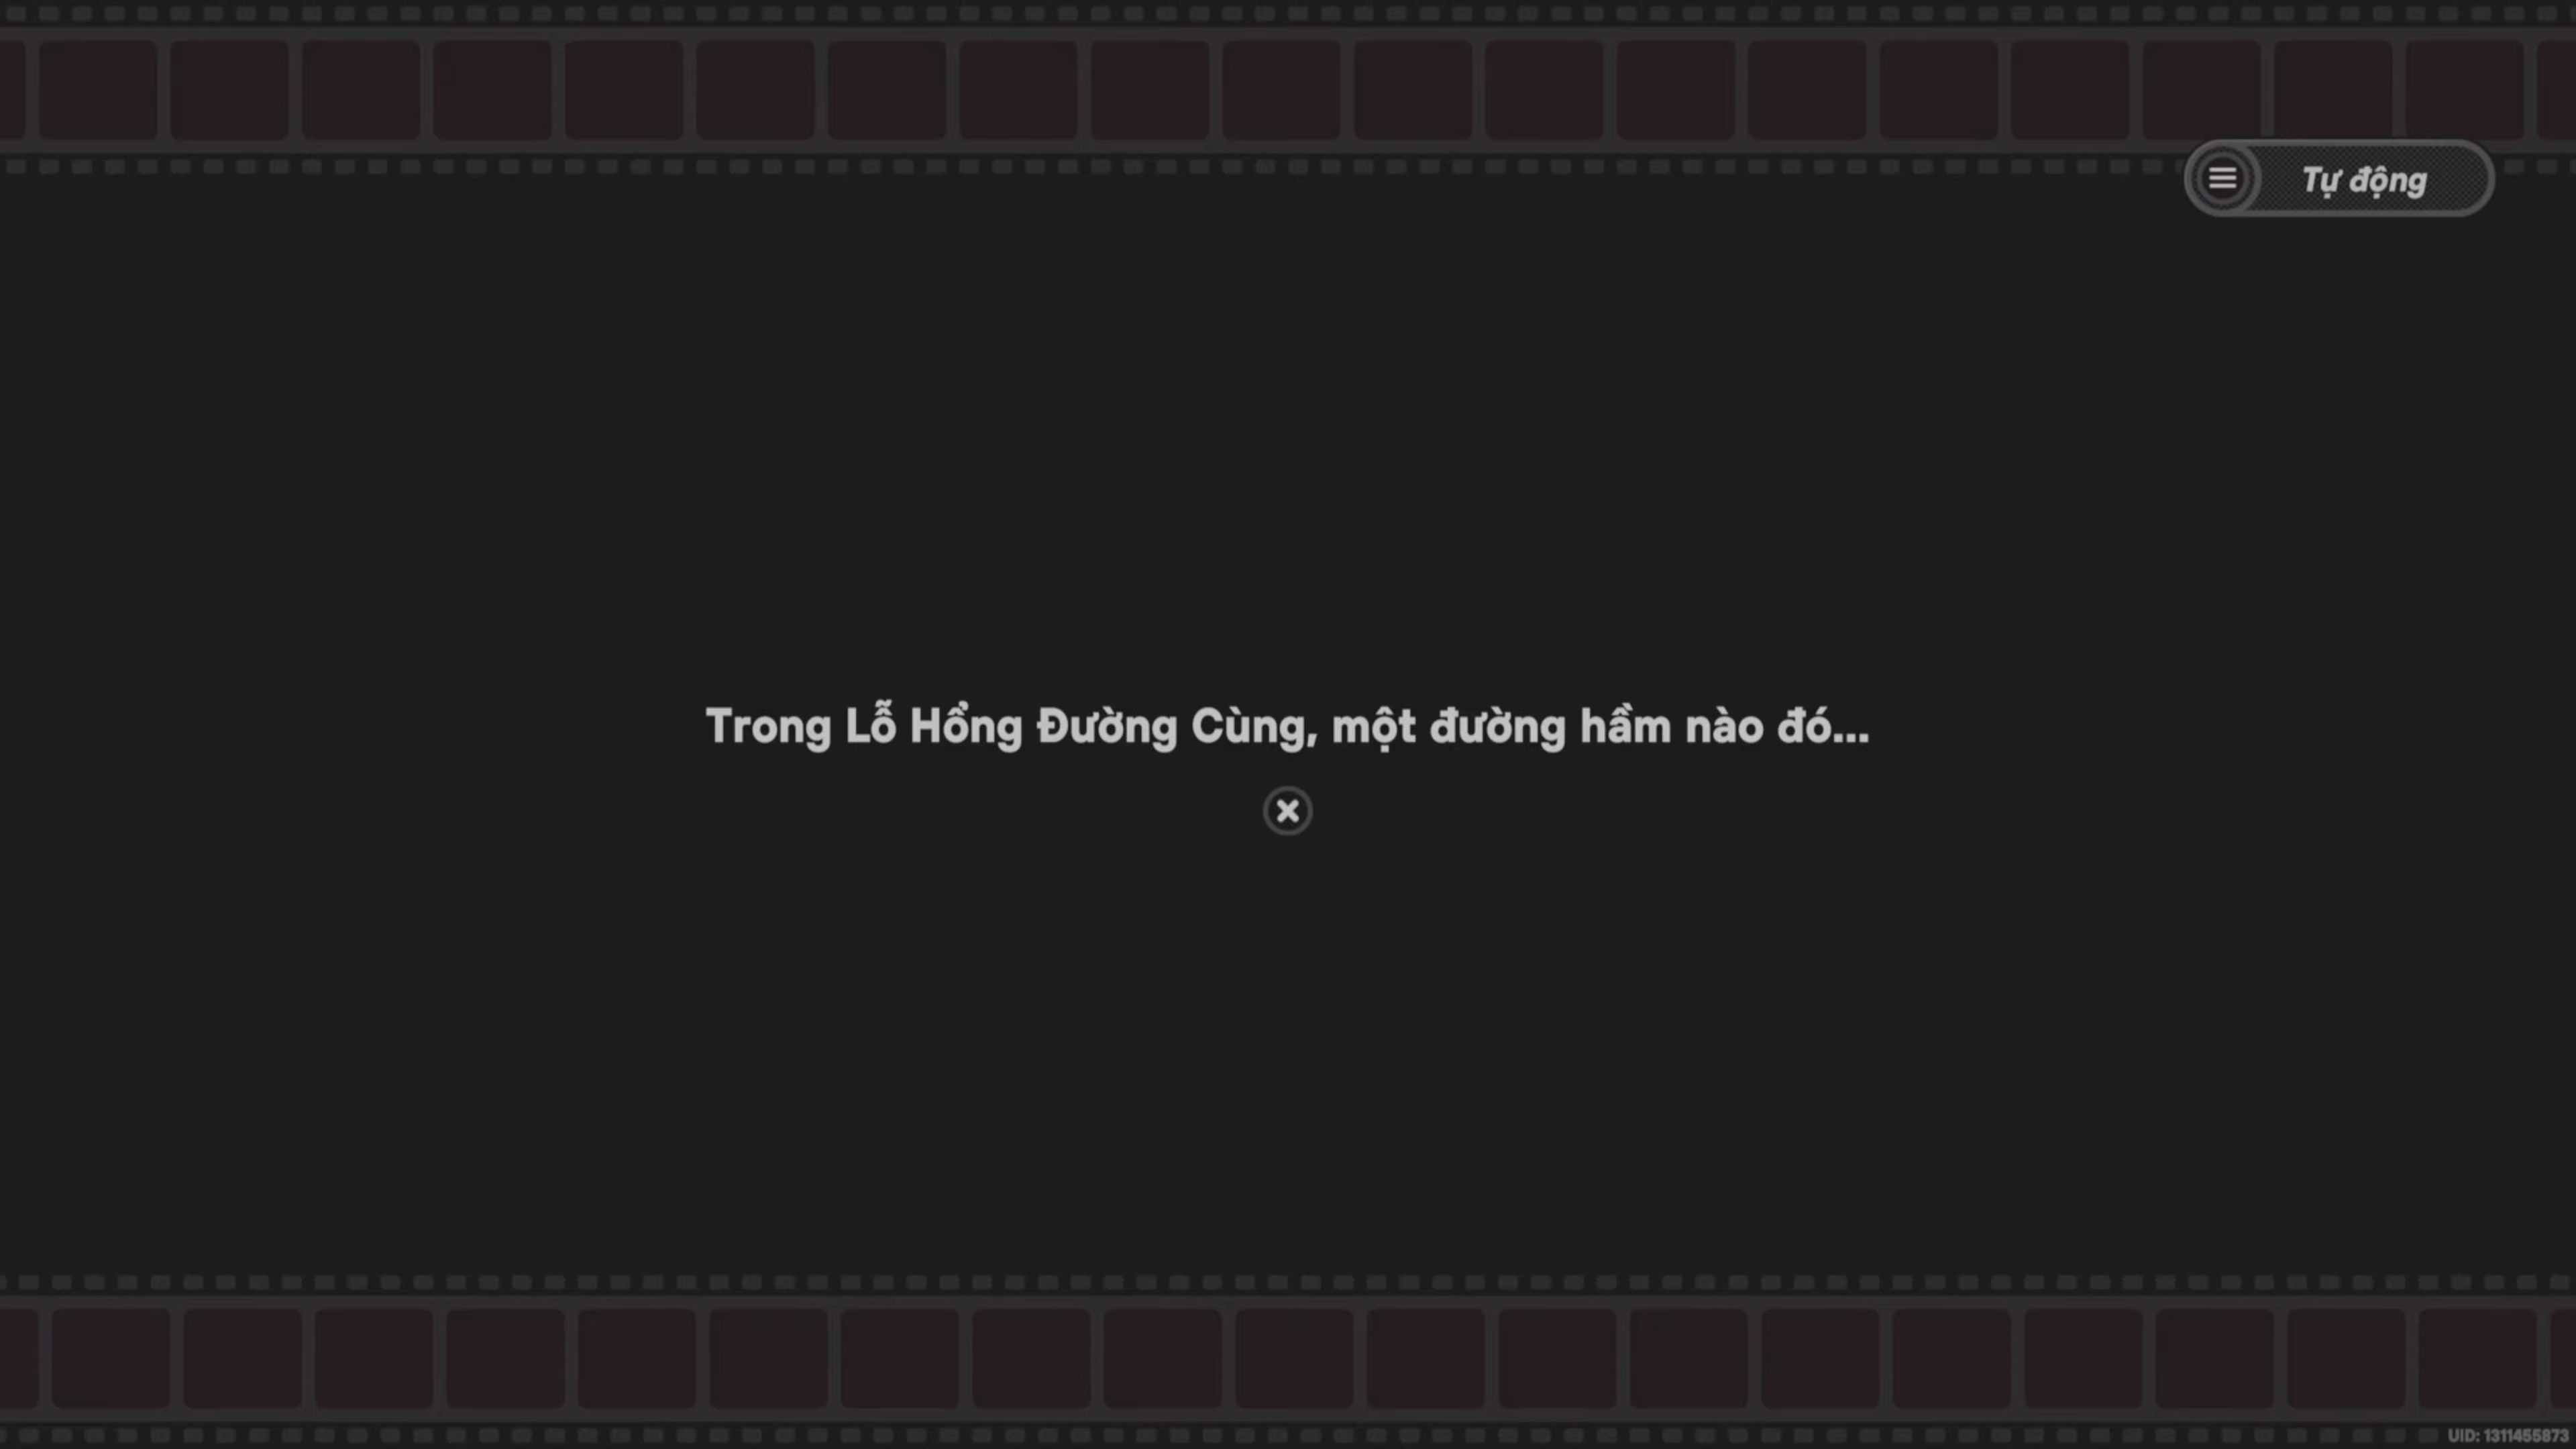 Tự động
Trong Lỗ Hổng Đường Cùng, một đường hầm nào đó...
UID: 1311455873